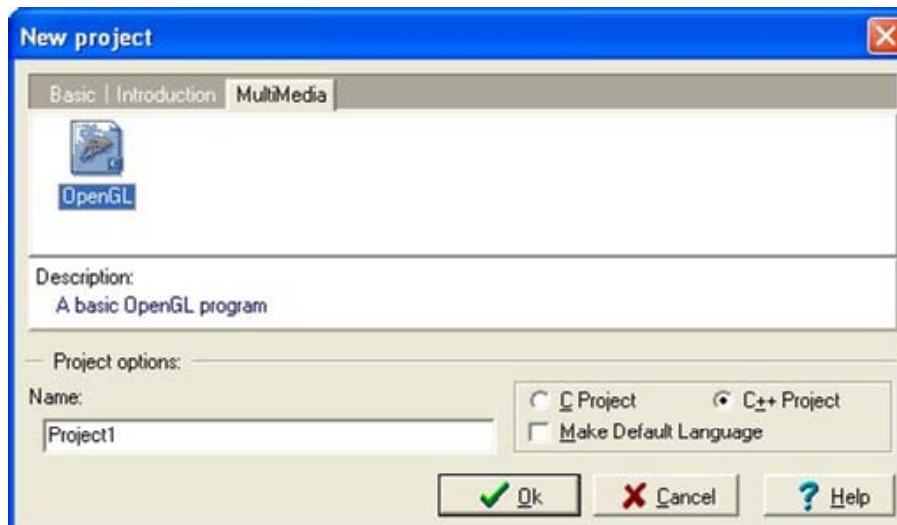 New project
Basic | Introduction MultiMedia
OpenGL
Description:
A basic OpenGL program
Project options:
Name:
C Project C++ Project
Project1
Make Default Language
Ok Cancel Help